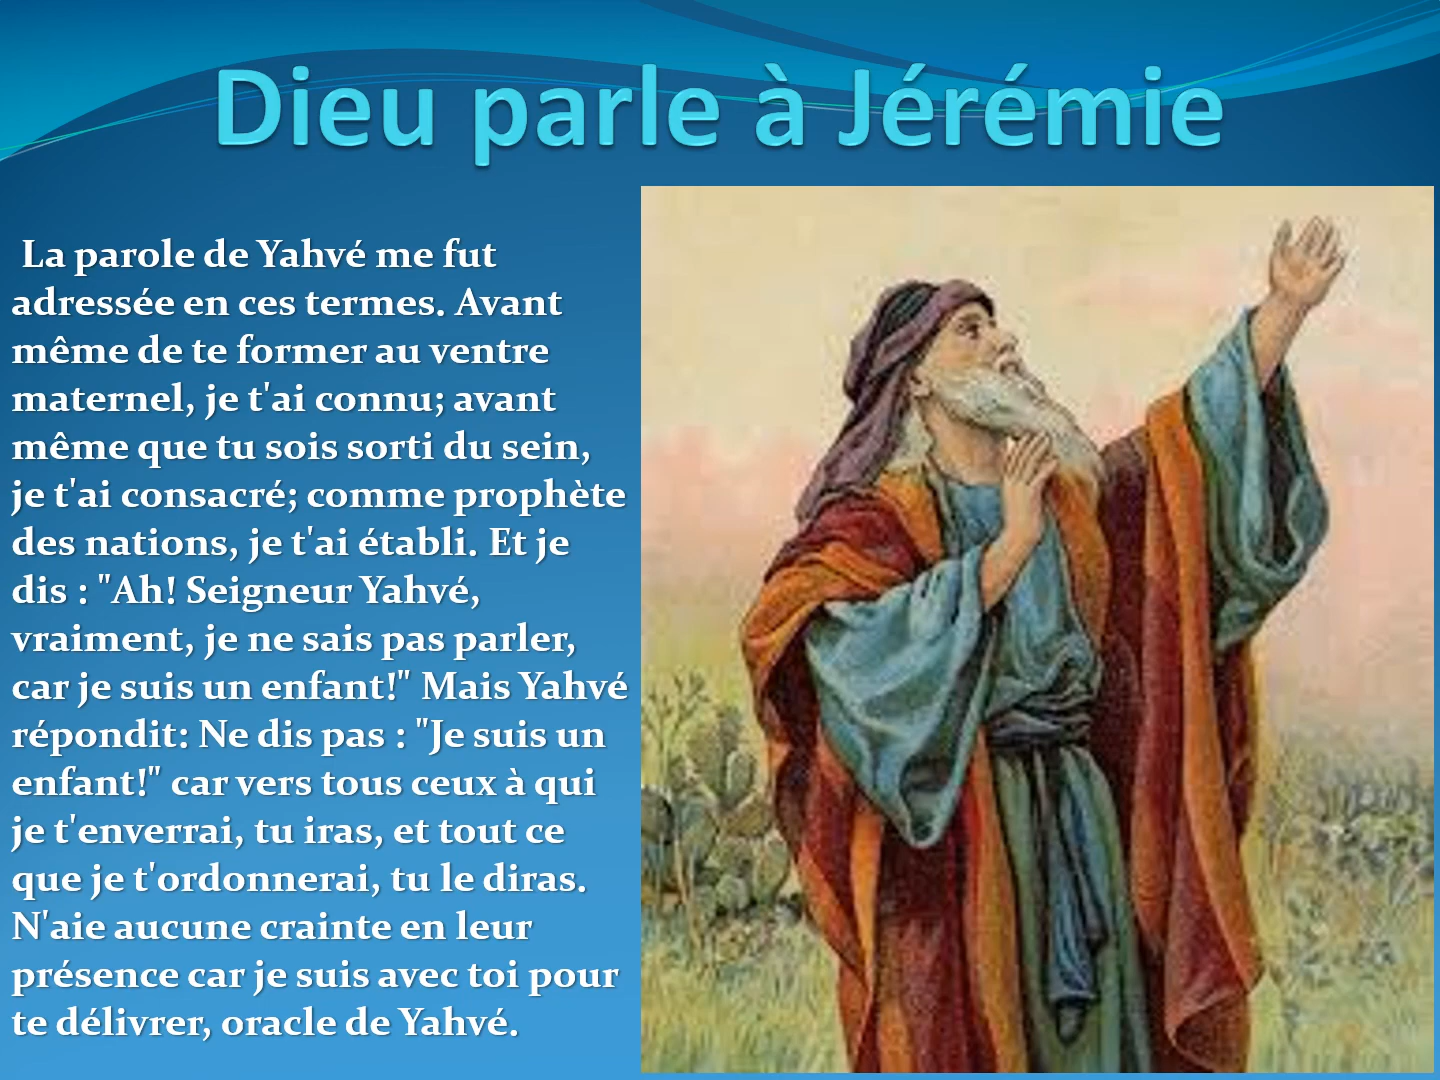 Dieu parle à Jérémie
La parole de Yahvé me fut
adressée en ces termes. Avant
même de te former au ventre
maternel, je t'ai connu; avant
même que tu sois sorti du sein,
je t'ai consacré; comme prophète
des nations, je t'ai établi. Et je
dis : "Ah! Seigneur Yahvé,
vraiment, je ne sais pas parler,
car je suis un enfant!" Mais Yahvé
répondit: Ne dis pas : "Je suis un
enfant!" car vers tous ceux à qui
je t'enverrai, tu iras, et tout ce
que je t'ordonnerai, tu le diras.
N'aie aucune crainte en leur
présence car je suis avec toi pour
te délivrer, oracle de Yahvé.